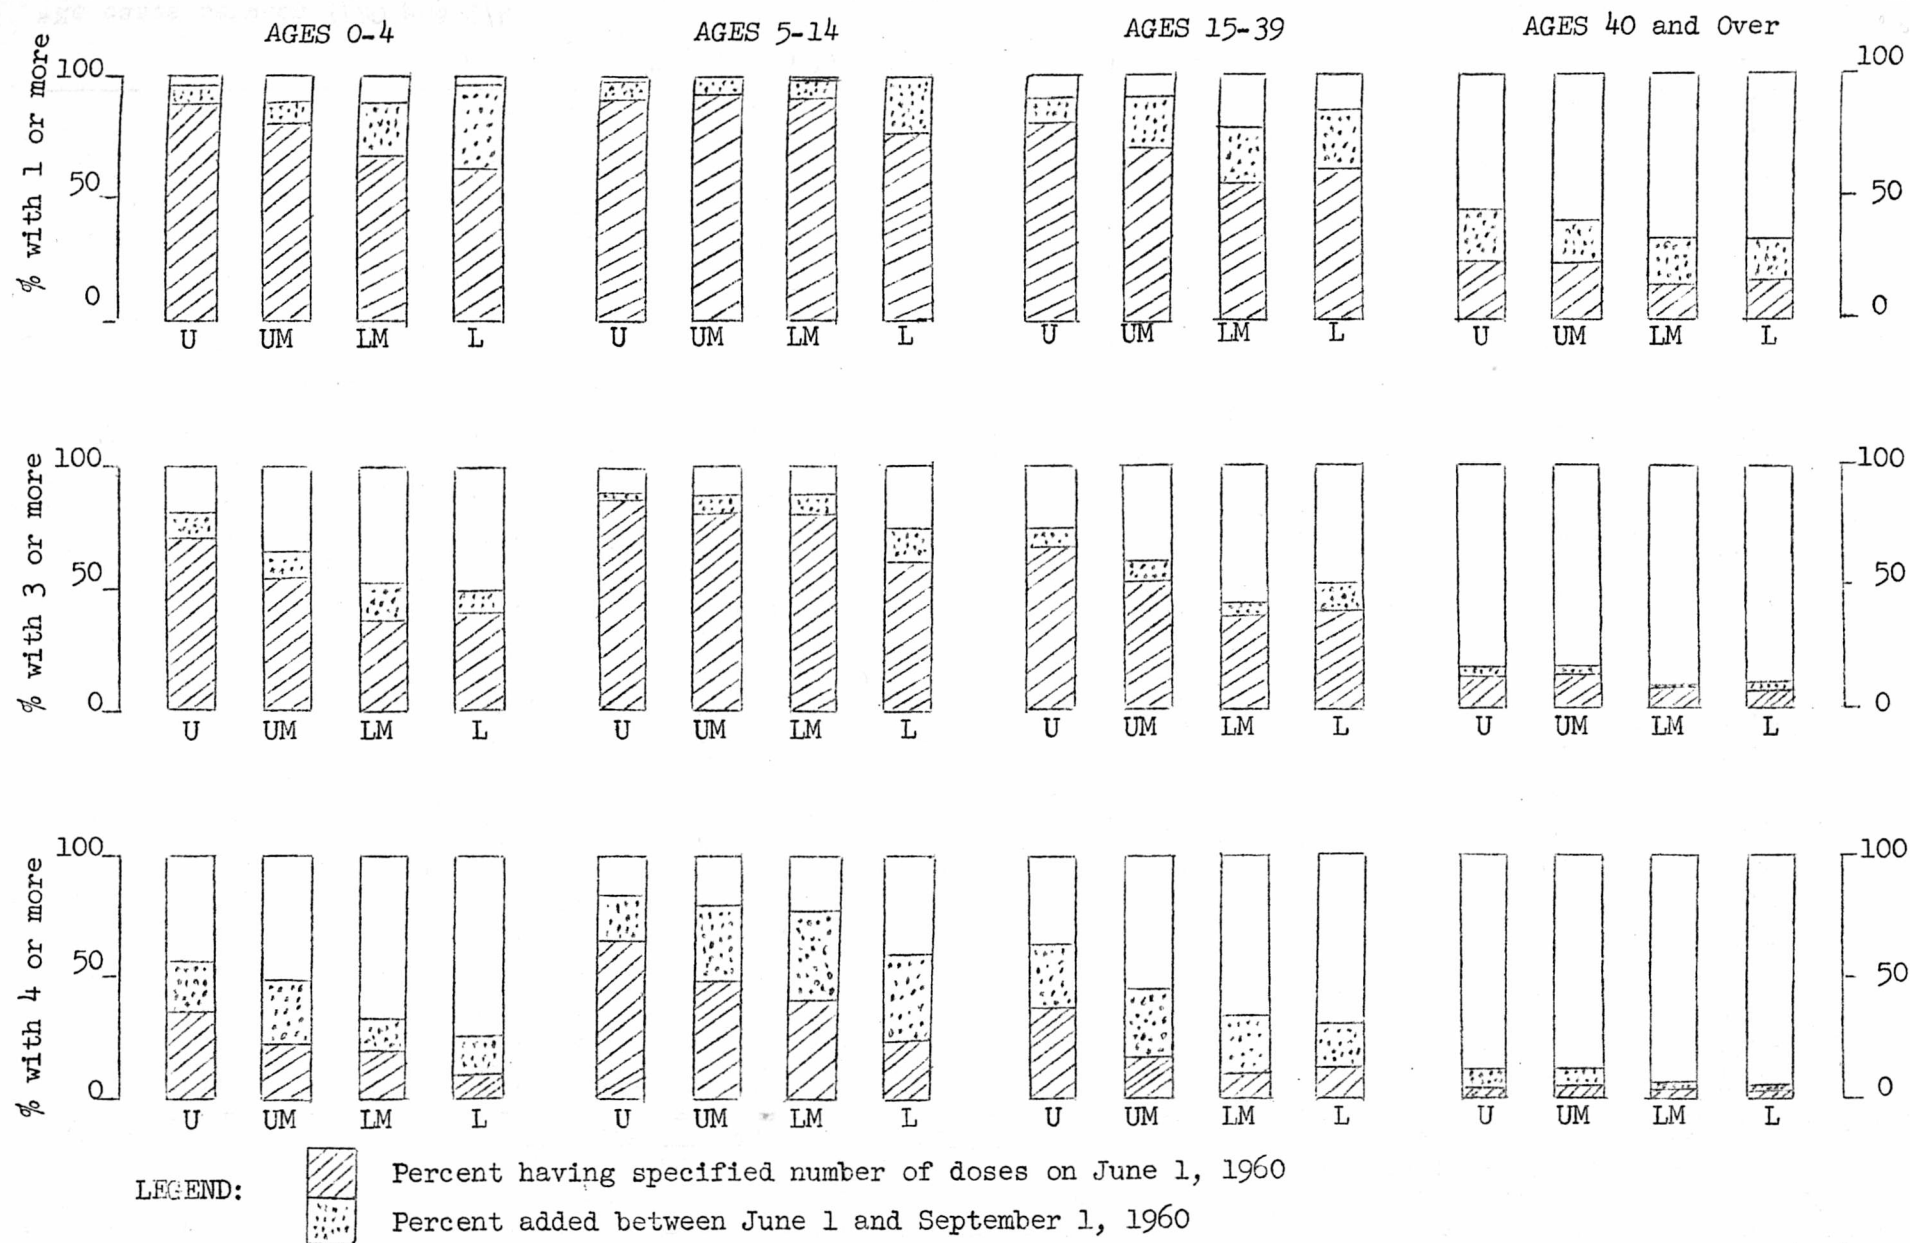 AGES 0-4 AGES 5-14 AGES 15-39 AGES 40 and Over
% with 1 or more
100 50 0
U UM LM L U UM LM L U UM LM L U UM LM L
100 50 0
% with 3 or more
100 50 0
U UM LM L U UM LM L U UM LM L U UM LM L
100 50 0
% with 4 or more
100 50 0
U UM LM L U UM LM L U UM LM L U UM LM L
100 50 0
LEGEND:
Percent having specified number of doses on June 1, 1960
Percent added between June 1 and September 1, 1960